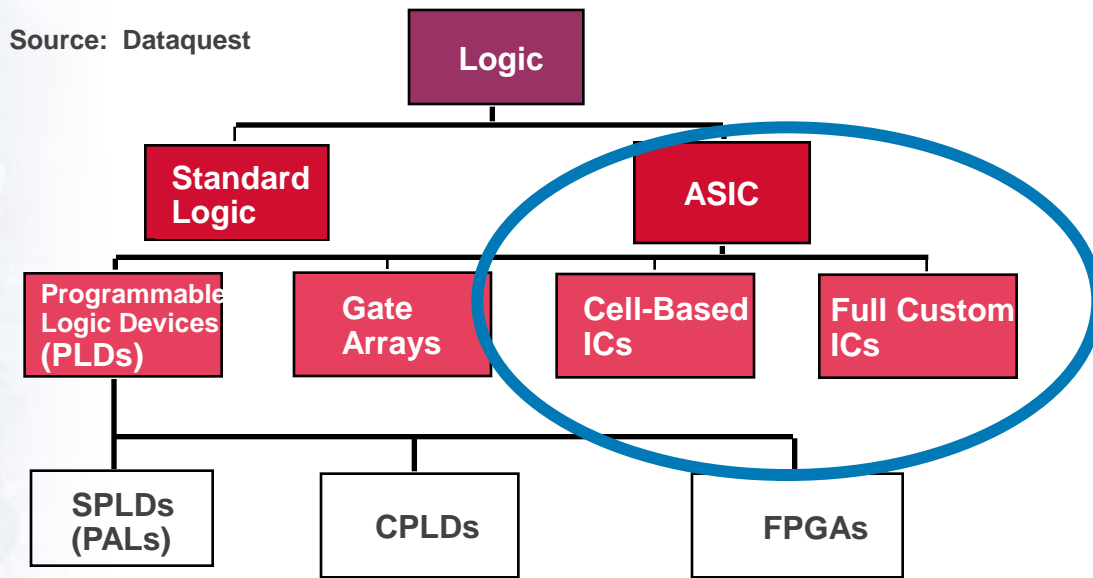 Source: Dataquest
Logic
Standard
Logic
ASIC
Programmable
Logic Devices
(PLDs)
Gate
Arrays
Cell-Based
ICs
Full Custom
ICs
SPLDs
(PALs)
CPLDs
FPGAs